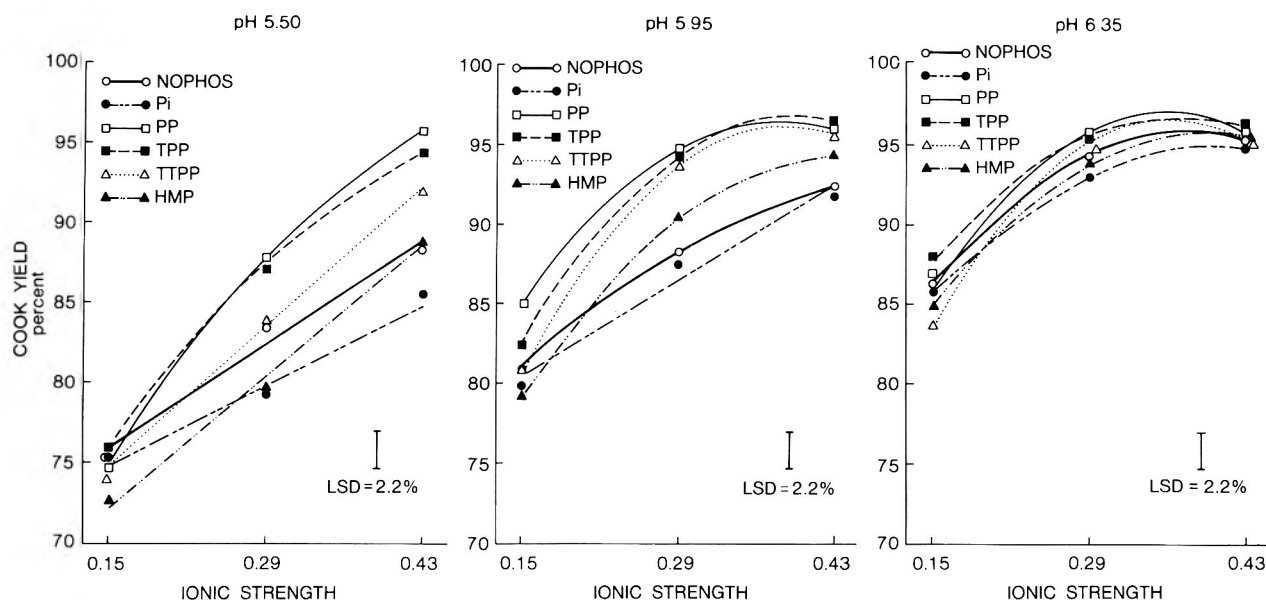 pH 5.50
100
95
90
85
80
75
70
COOK YIELD
percent
NOPHOS
Pi
PP
TPP
TTPP
HMP
LSD = 2.2%
0.15 0.29 0.43
IONIC STRENGTH
pH 5.95
100
95
90
85
80
75
70
NOPHOS
Pi
PP
TPP
TTPP
HMP
LSD = 2.2%
0.15 0.29 0.43
IONIC STRENGTH
pH 6.35
100
95
90
85
80
75
70
NOPHOS
Pi
PP
TPP
TTPP
HMP
LSD = 2.2%
0.15 0.29 0.43
IONIC STRENGTH